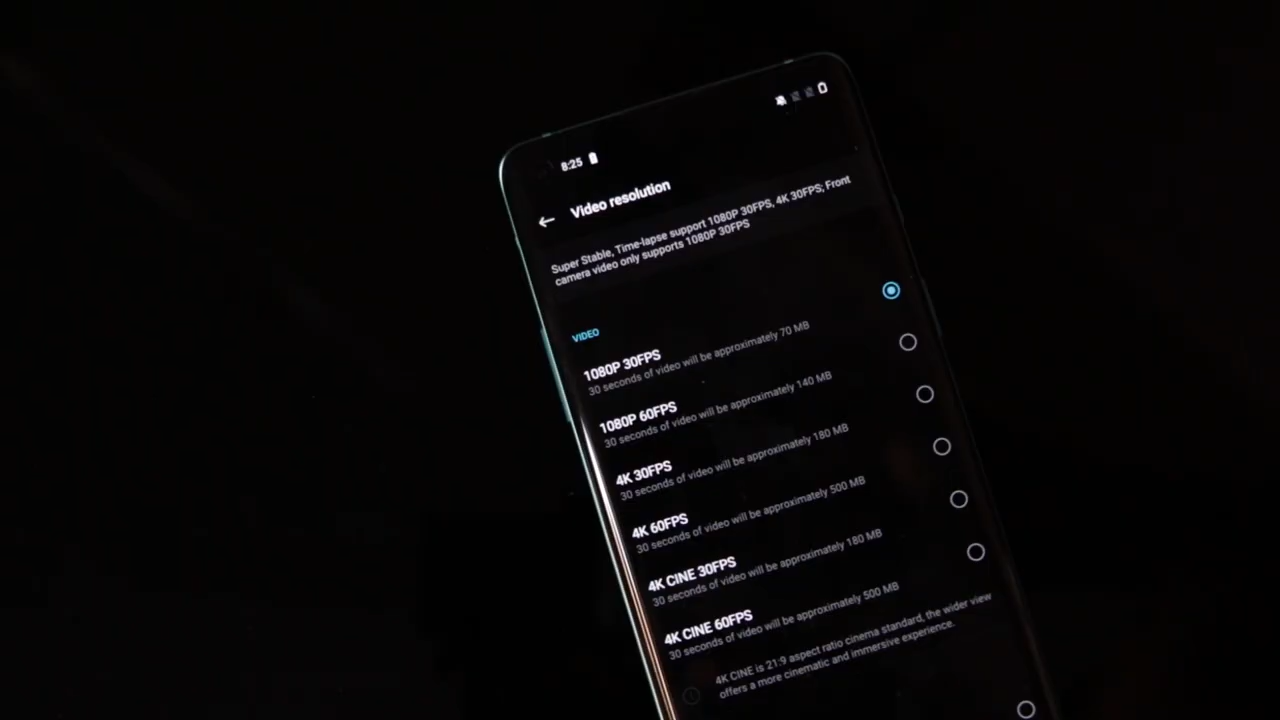 8:25
Video resolution
Super Stable, Time-lapse support 1080P 30FPS, 4K 30FPS; Front
camera video only supports 1080P 30FPS
VIDEO
1080P 30FPS
30 seconds of video will be approximately 70 MB
1080P 60FPS
30 seconds of video will be approximately 140 MB
4K 30FPS
30 seconds of video will be approximately 180 MB
4K 60FPS
30 seconds of video will be approximately 500 MB
4K CINE 30FPS
30 seconds of video will be approximately 180 MB
4K CINE 60FPS
30 seconds of video will be approximately 500 MB
4K CINE is 21:9 aspect ratio cinema standard, the wider view
offers a more cinematic and immersive experience.